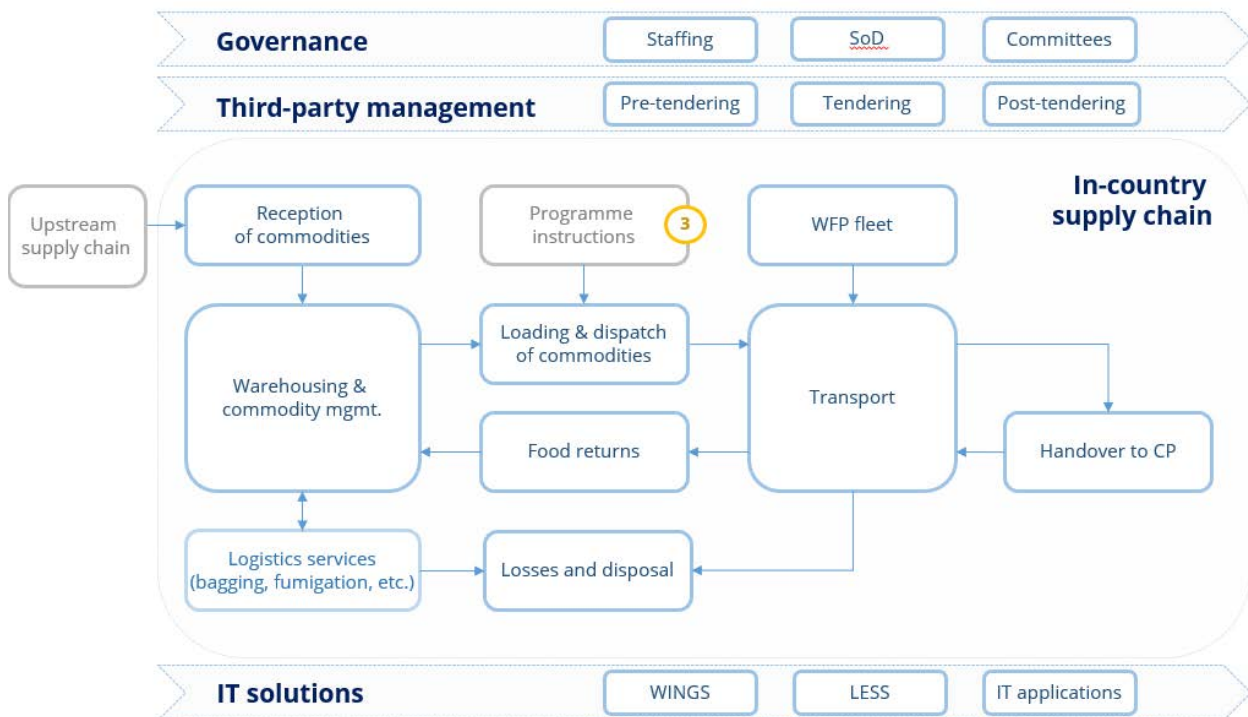 Governance
Staffing
SoD
Committees
Third-party management
Pre-tendering
Tendering
Post-tendering
In-country
supply chain
Upstream
supply chain
Reception
of commodities
Programme
instructions
3
WFP fleet
Warehousing &
commodity mgmt.
Loading & dispatch
of commodities
Transport
Food returns
Handover to CP
Logistics services
(bagging, fumigation, etc.)
Losses and disposal
IT solutions
WINGS
LESS
IT applications